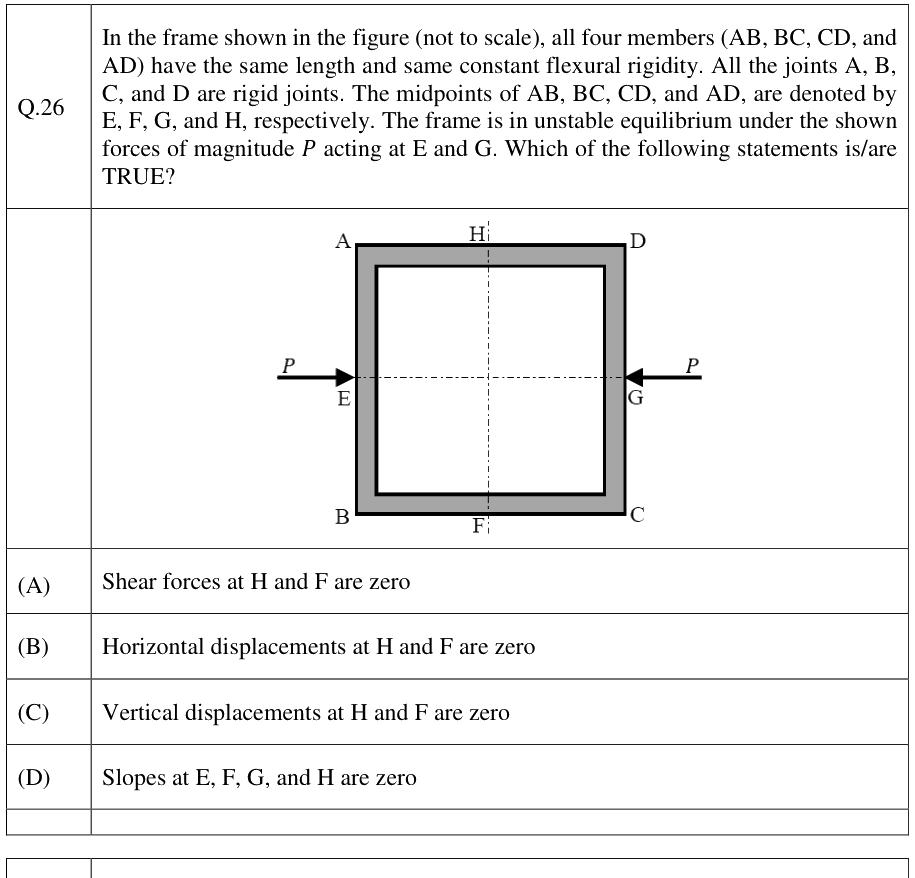 In the frame shown in the figure (not to scale), all four members (AB, BC, CD, and
AD) have the same length and same constant flexural rigidity. All the joints A, B,
Q.26
C, and D are rigid joints. The midpoints of AB, BC, CD, and AD, are denoted by
E, F, G, and H, respectively. The frame is in unstable equilibrium under the shown
forces of magnitude P acting at E and G. Which of the following statements is/are
TRUE?
H
A
D
P
P
E
G
B
F
C
(A)
Shear forces at H and F are zero
(B)
Horizontal displacements at H and F are zero
(C)
Vertical displacements at H and F are zero
(D)
Slopes at E, F, G, and H are zero